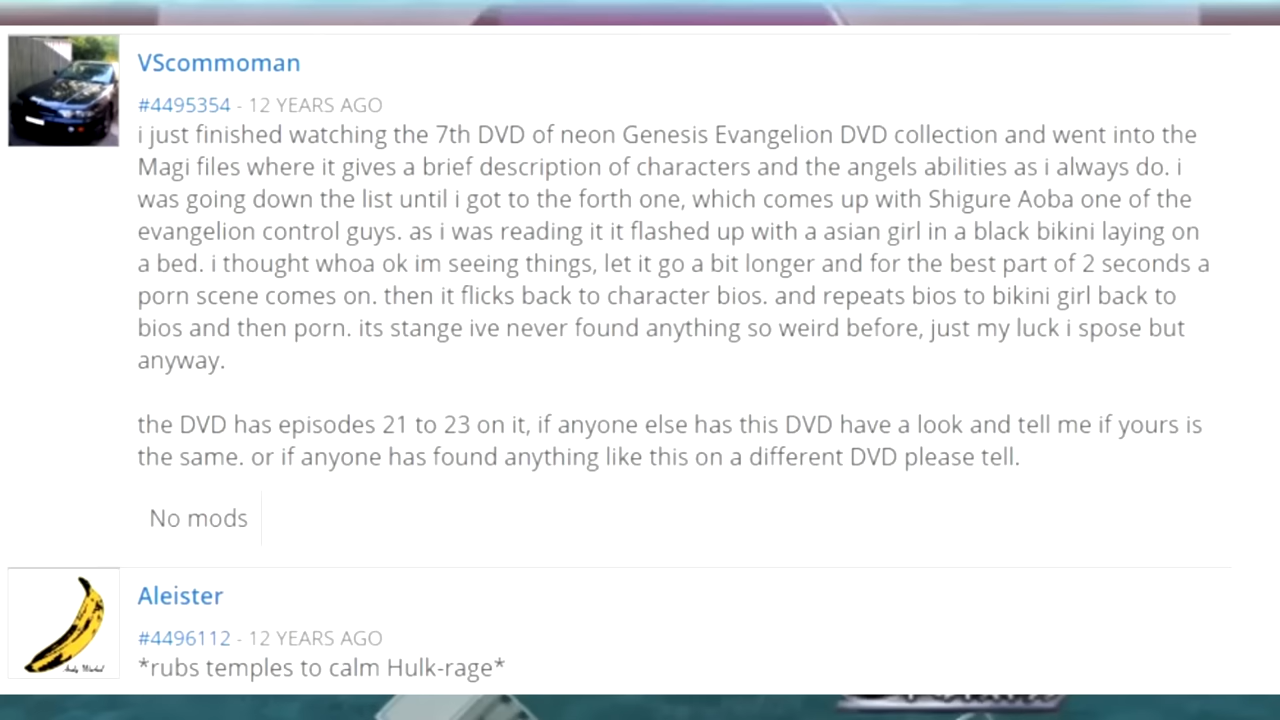 VScommoman
#4495354 - 12 YEARS AGO
i just finished watching the 7th DVD of neon Genesis Evangelion DVD collection and went into the
Magi files where it gives a brief description of characters and the angels abilities as i always do. i
was going down the list until i got to the forth one, which comes up with Shigure Aoba one of the
evangelion control guys. as i was reading it it flashed up with a asian girl in a black bikini laying on
a bed. i thought whoa ok im seeing things, let it go a bit longer and for the best part of 2 seconds a
porn scene comes on. then it flicks back to character bios. and repeats bios to bikini girl back to
bios and then porn. its stange ive never found anything so weird before, just my luck i spose but
anyway.
the DVD has episodes 21 to 23 on it, if anyone else has this DVD have a look and tell me if yours is
the same. or if anyone has found anything like this on a different DVD please tell.
No mods
Aleister
#4496112 - 12 YEARS AGO
*rubs temples to calm Hulk-rage*
Andy Warhol